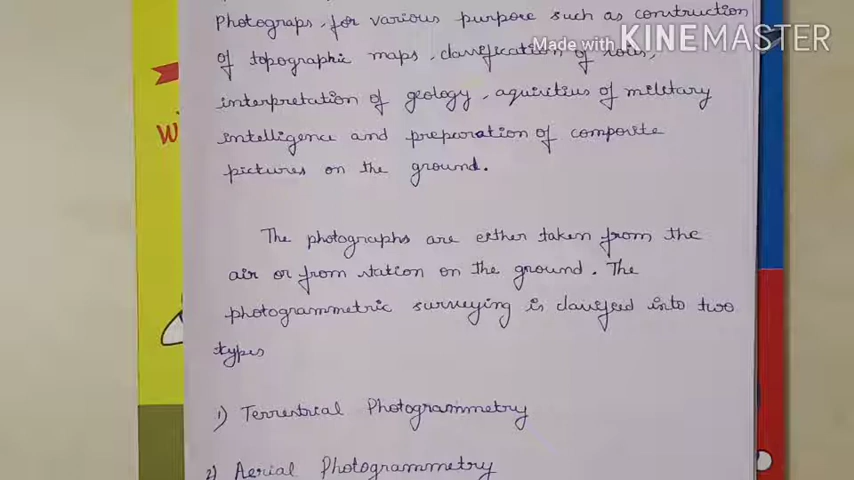 Photograps, for various purpose such as construction
of topographic maps, classification of soils,
interpretation of geology, aquisitius of military
intelligence and preparation of composite
pictures on the ground.
The photographs are either taken from the
air or from station on the ground. The
photogrammetric surveying is classified into two
types
1) Terrestrial Photogrammetry
2) Aerial Photogrammetry
Made with KINEMASTER
W